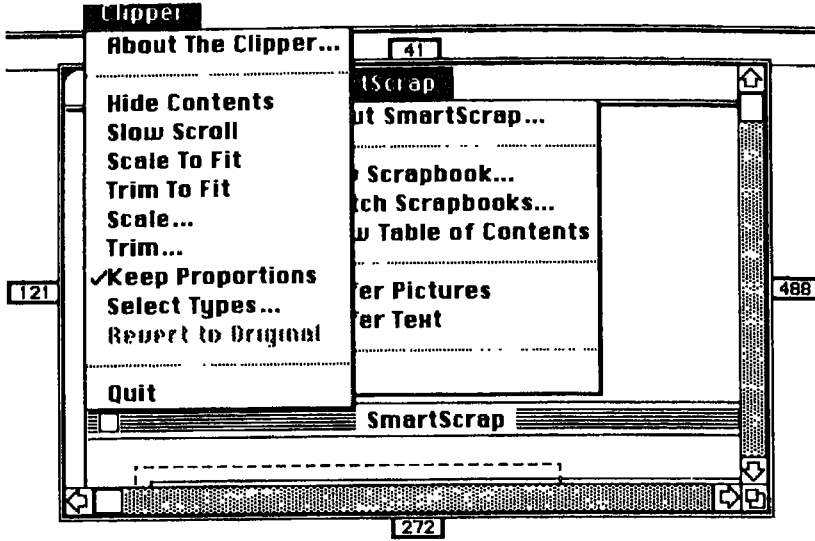 Clipper
About The Clipper...
Hide Contents
Slow Scroll
Scale To Fit
Trim To Fit
Scale...
Trim...
✓Keep Proportions
Select Types...
Revert to Original
Quit
41
tScrap
ut SmartScrap...
Scrapbook...
tch Scrapbooks...
w Table of Contents
fer Pictures
fer Text
121
488
SmartScrap
272